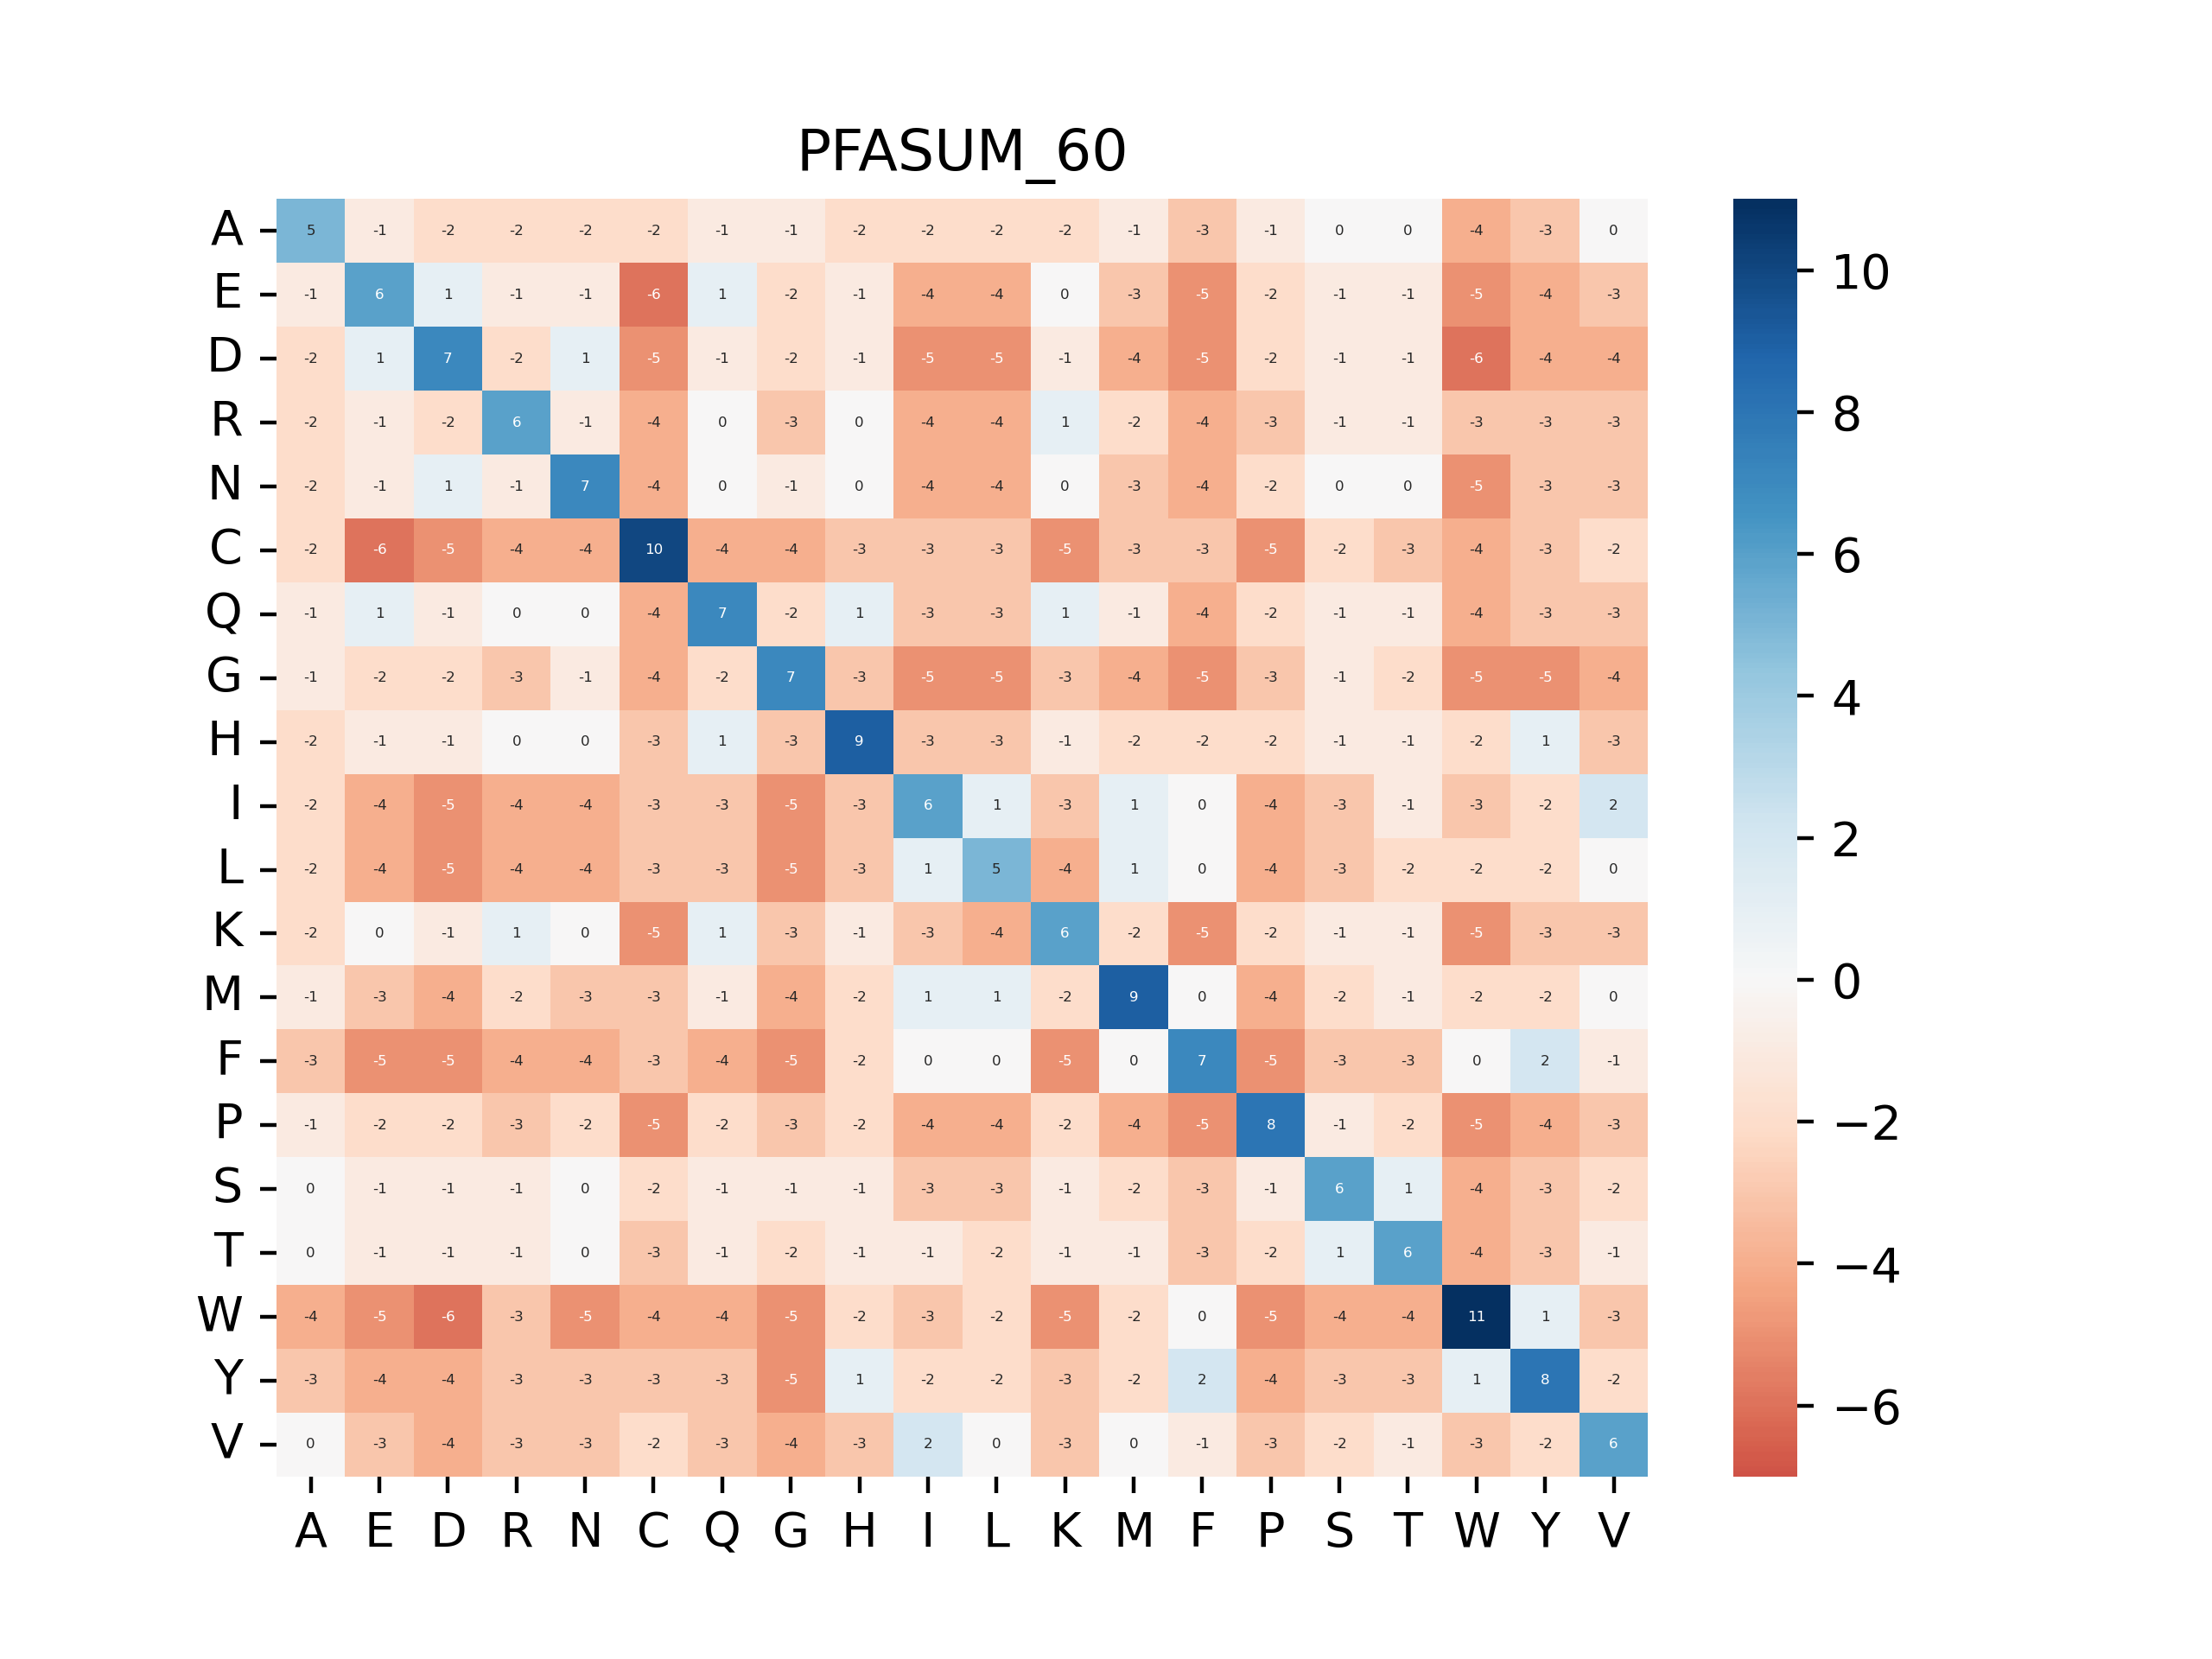 PFASUM_60
A 5 -1 -2 -2 -2 -2 -1 -1 -2 -2 -2 -2 -1 -3 -1 0 0 -4 -3 0
E -1 6 1 -1 -1 -6 1 -2 -1 -4 -4 0 -3 -5 -2 -1 -1 -5 -4 -3
D -2 1 7 -2 1 -5 -1 -2 -1 -5 -5 -1 -4 -5 -2 -1 -1 -6 -4 -4
R -2 -1 -2 6 -1 -4 0 -3 0 -4 -4 1 -2 -4 -3 -1 -1 -3 -3 -3
N -2 -1 1 -1 7 -4 0 -1 0 -4 -4 0 -3 -4 -2 0 0 -5 -3 -3
C -2 -6 -5 -4 -4 10 -4 -4 -3 -3 -3 -5 -3 -3 -5 -2 -3 -4 -3 -2
Q -1 1 -1 0 0 -4 7 -2 1 -3 -3 1 -1 -4 -2 -1 -1 -4 -3 -3
G -1 -2 -2 -3 -1 -4 -2 7 -3 -5 -5 -3 -4 -5 -3 -1 -2 -5 -5 -4
H -2 -1 -1 0 0 -3 1 -3 9 -3 -3 -1 -2 -2 -2 -1 -1 -2 1 -3
I -2 -4 -5 -4 -4 -3 -3 -5 -3 6 1 -3 1 0 -4 -3 -1 -3 -2 2
L -2 -4 -5 -4 -4 -3 -3 -5 -3 1 5 -4 1 0 -4 -3 -2 -2 -2 0
K -2 0 -1 1 0 -5 1 -3 -1 -3 -4 6 -2 -5 -2 -1 -1 -5 -3 -3
M -1 -3 -4 -2 -3 -3 -1 -4 -2 1 1 -2 9 0 -4 -2 -1 -2 -2 0
F -3 -5 -5 -4 -4 -3 -4 -5 -2 0 0 -5 0 7 -5 -3 -3 0 2 -1
P -1 -2 -2 -3 -2 -5 -2 -3 -2 -4 -4 -2 -4 -5 8 -1 -2 -5 -4 -3
S 0 -1 -1 -1 0 -2 -1 -1 -1 -3 -3 -1 -2 -3 -1 6 1 -4 -3 -2
T 0 -1 -1 -1 0 -3 -1 -2 -1 -1 -2 -1 -1 -3 -2 1 6 -4 -3 -1
W -4 -5 -6 -3 -5 -4 -4 -5 -2 -3 -2 -5 -2 0 -5 -4 -4 11 1 -3
Y -3 -4 -4 -3 -3 -3 -3 -5 1 -2 -2 -3 -2 2 -4 -3 -3 1 8 -2
V 0 -3 -4 -3 -3 -2 -3 -4 -3 2 0 -3 0 -1 -3 -2 -1 -3 -2 6
A E D R N C Q G H I L K M F P S T W Y V
10
8
6
4
2
0
−2
−4
−6